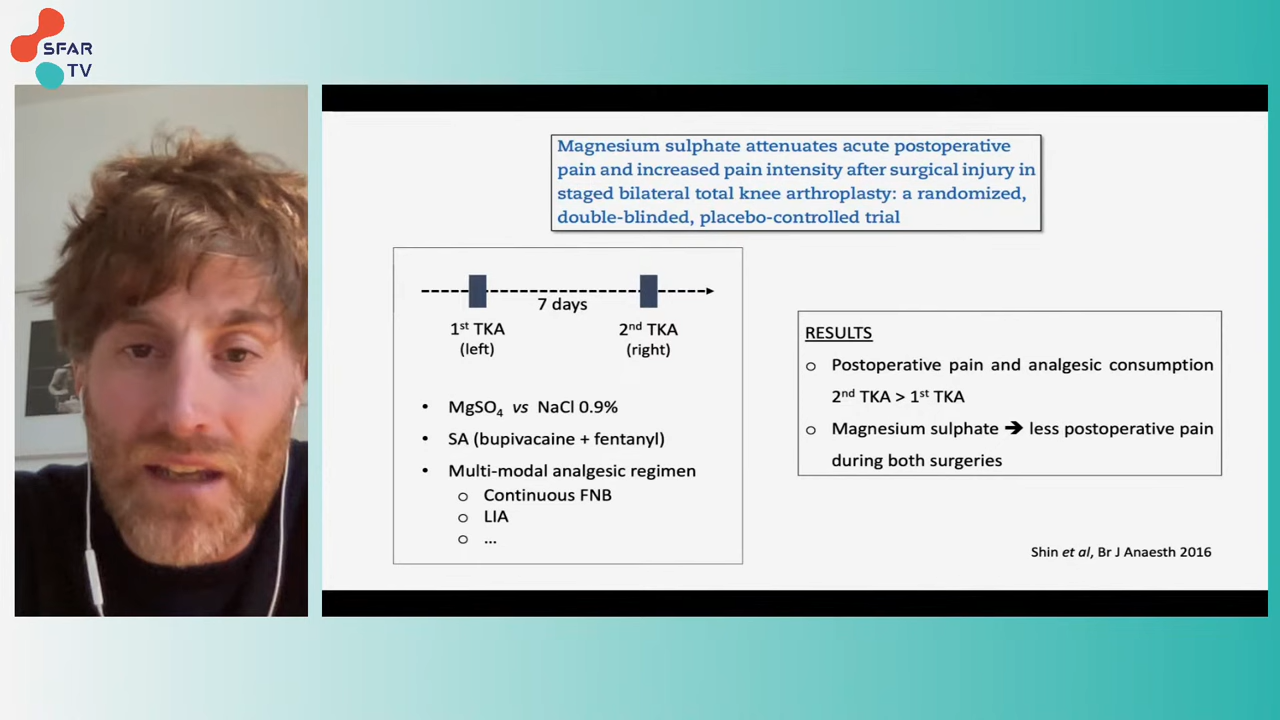 SFAR
TV
Magnesium sulphate attenuates acute postoperative
pain and increased pain intensity after surgical injury in
staged bilateral total knee arthroplasty: a randomized,
double-blinded, placebo-controlled trial
7 days
1st TKA
(left)
2nd TKA
(right)
• MgSO4 vs NaCl 0.9%
• SA (bupivacaine + fentanyl)
• Multi-modal analgesic regimen
o Continuous FNB
o LIA
o ...
RESULTS
o Postoperative pain and analgesic consumption
2nd TKA > 1st TKA
o Magnesium sulphate ➔ less postoperative pain
during both surgeries
Shin et al, Br J Anaesth 2016